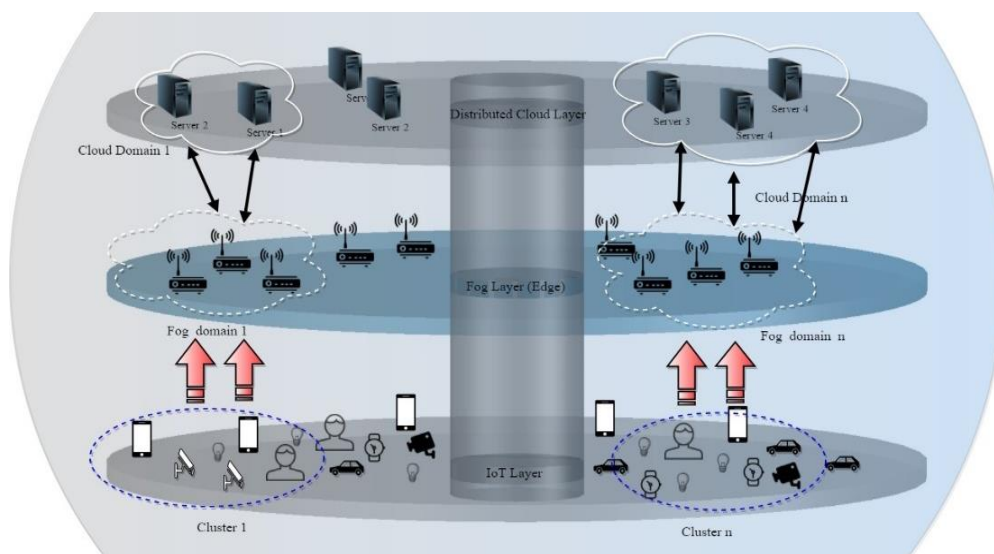 Serv
Server 2
Server 1
Server 2
Distributed Cloud Layer
Server 3
Server 4
Server 4
Cloud Domain 1
Cloud Domain n
Fog Layer (Edge)
Fog domain 1
Fog domain n
IoT Layer
Cluster 1
Cluster n